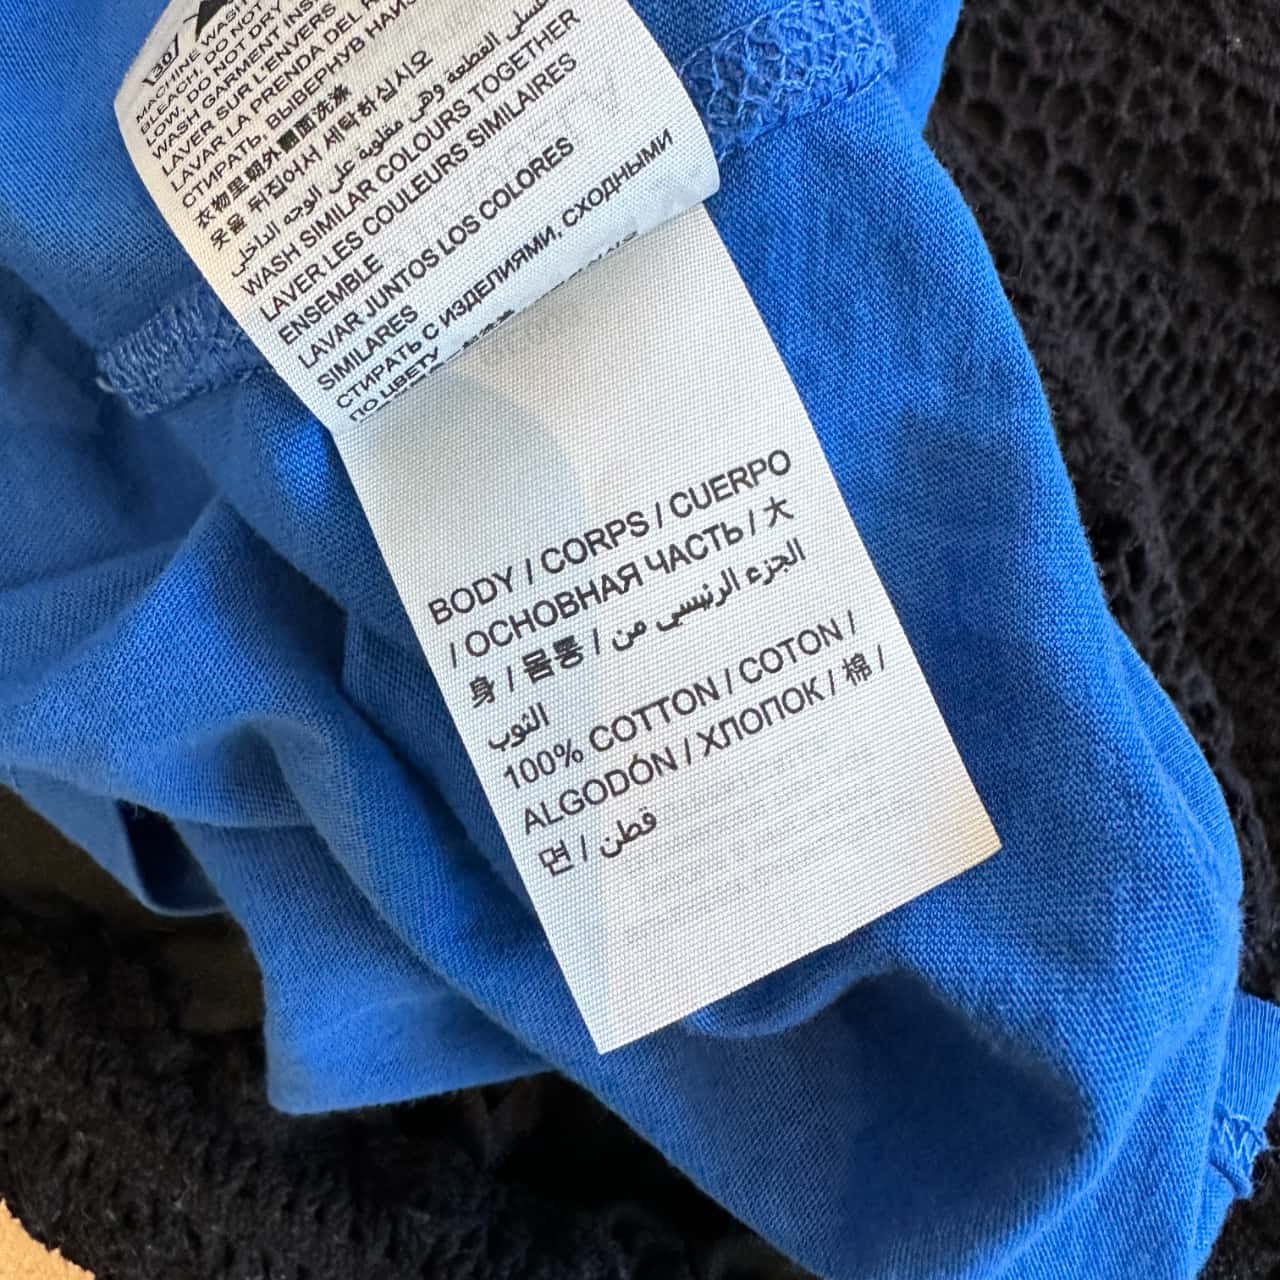 (30)
MACHINE WASH
BLEACH. DO NOT
LOW. DO NOT DRY
WASH GARMENT INS
LAVER SUR L'ENVERS
LAVAR LA PRENDA DEL
СТИРАТЬ, ВЫВЕРНУВ НАИЗ
衣物里朝外翻面洗涤
옷을 뒤집어서 세탁하십시오
غسلي القطعة وهي مقلوبة على الوجه الداخلي
WASH SIMILAR COLOURS TOGETHER
LAVER LES COULEURS SIMILAIRES
ENSEMBLE
LAVAR JUNTOS LOS COLORES
SIMILARES
СТИРАТЬ С ИЗДЕЛИЯМИ, СХОДНЫМИ
ПО ЦВЕТУ
BODY / CORPS / CUERPO
/ ОСНОВНАЯ ЧАСТЬ / 大
身 / 몸통 / الجزء الرئيسي من
الثوب
100% COTTON / COTON /
ALGODÓN / ХЛОПОК / 棉 /
면 / قطن